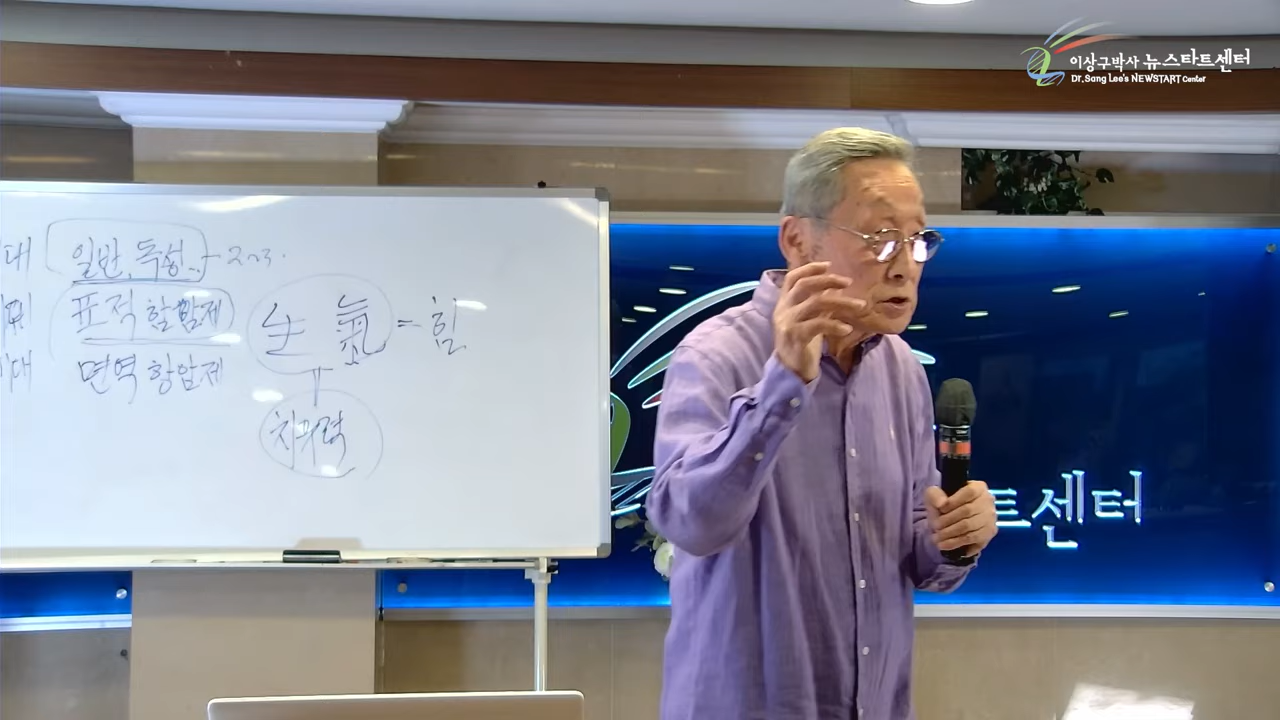 이상구박사 뉴스타트센터
Dr. Sang Lee's NEWSTART Center
대 일반, 독성
표적 항암제
대 면역 항암제
生氣 = 힘
치유력
트센터